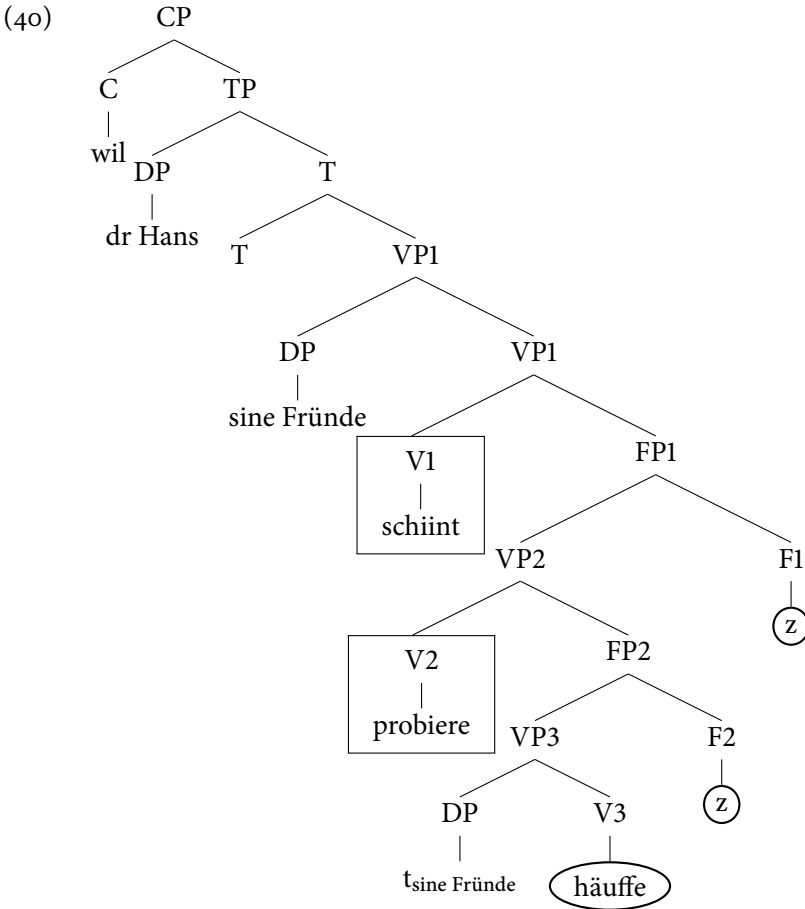 (40) CP
C TP
wil DP T
dr Hans T VP1
DP VP1
sine Fründe V1 FP1
schiint VP2 F1
z
V2 FP2
probiere VP3 F2
z
DP V3
tsine Fründe häuffe